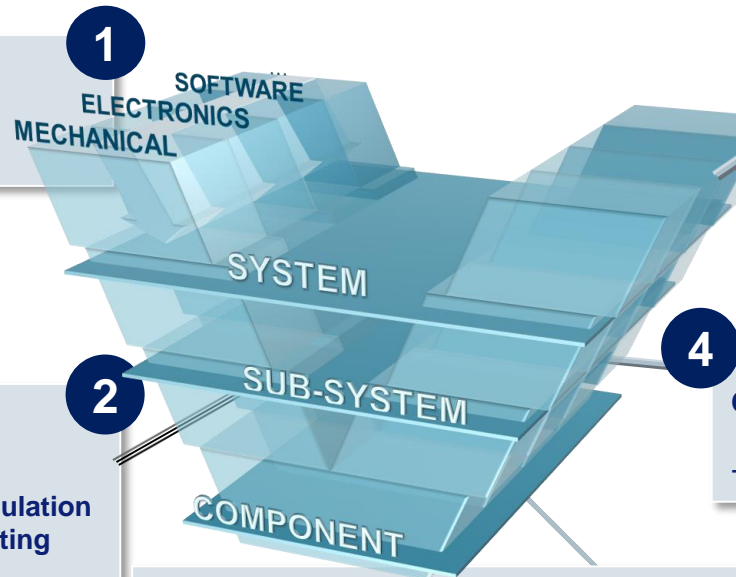 1
SOFTWARE
ELECTRONICS
MECHANICAL
SYSTEM
4
2
SUB-SYSTEM
ulation
ting
COMPONENT